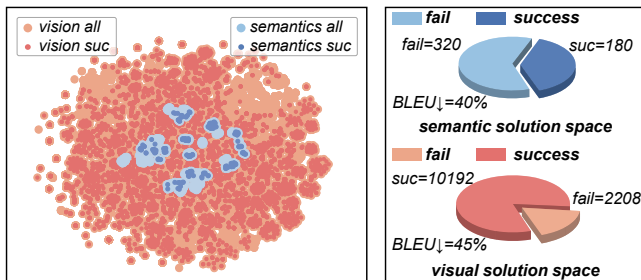 vision all
vision suc
semantics all
semantics suc
fail success
fail=320
suc=180
BLEU↓=40%
semantic solution space
fail success
suc=10192
fail=2208
BLEU↓=45%
visual solution space